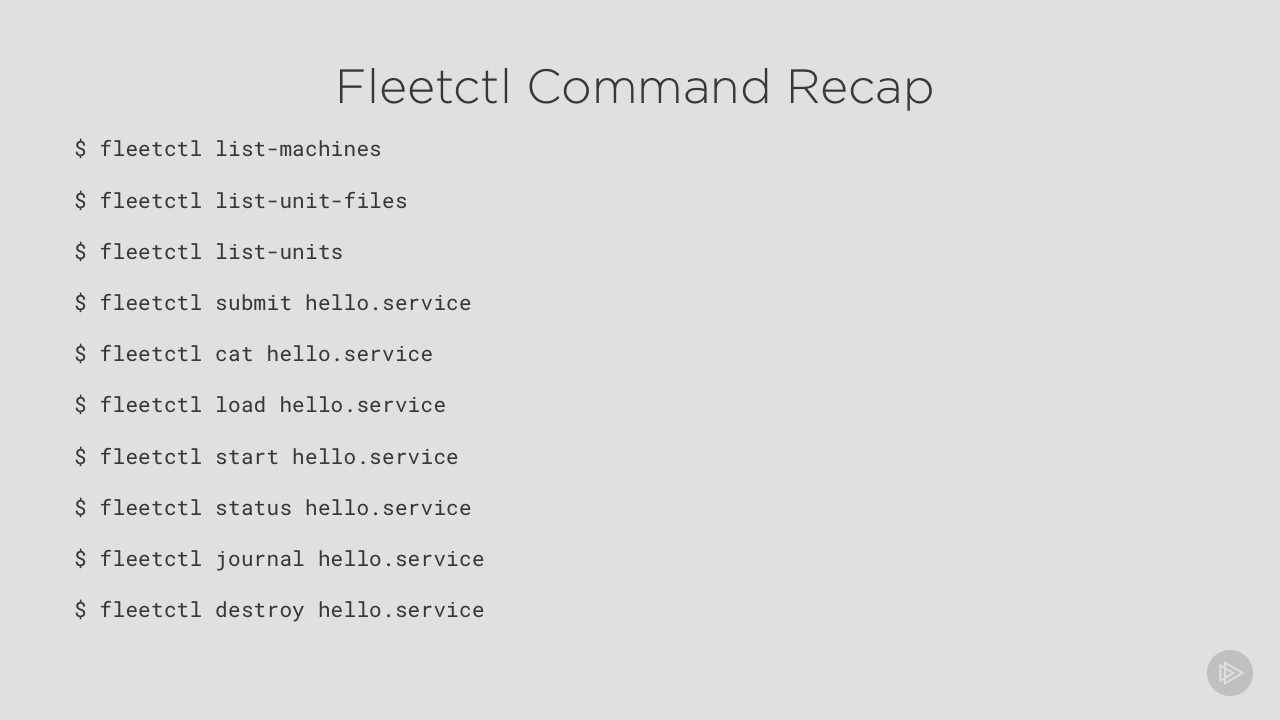 Fleetctl Command Recap
$ fleetctl list-machines
$ fleetctl list-unit-files
$ fleetctl list-units
$ fleetctl submit hello.service
$ fleetctl cat hello.service
$ fleetctl load hello.service
$ fleetctl start hello.service
$ fleetctl status hello.service
$ fleetctl journal hello.service
$ fleetctl destroy hello.service